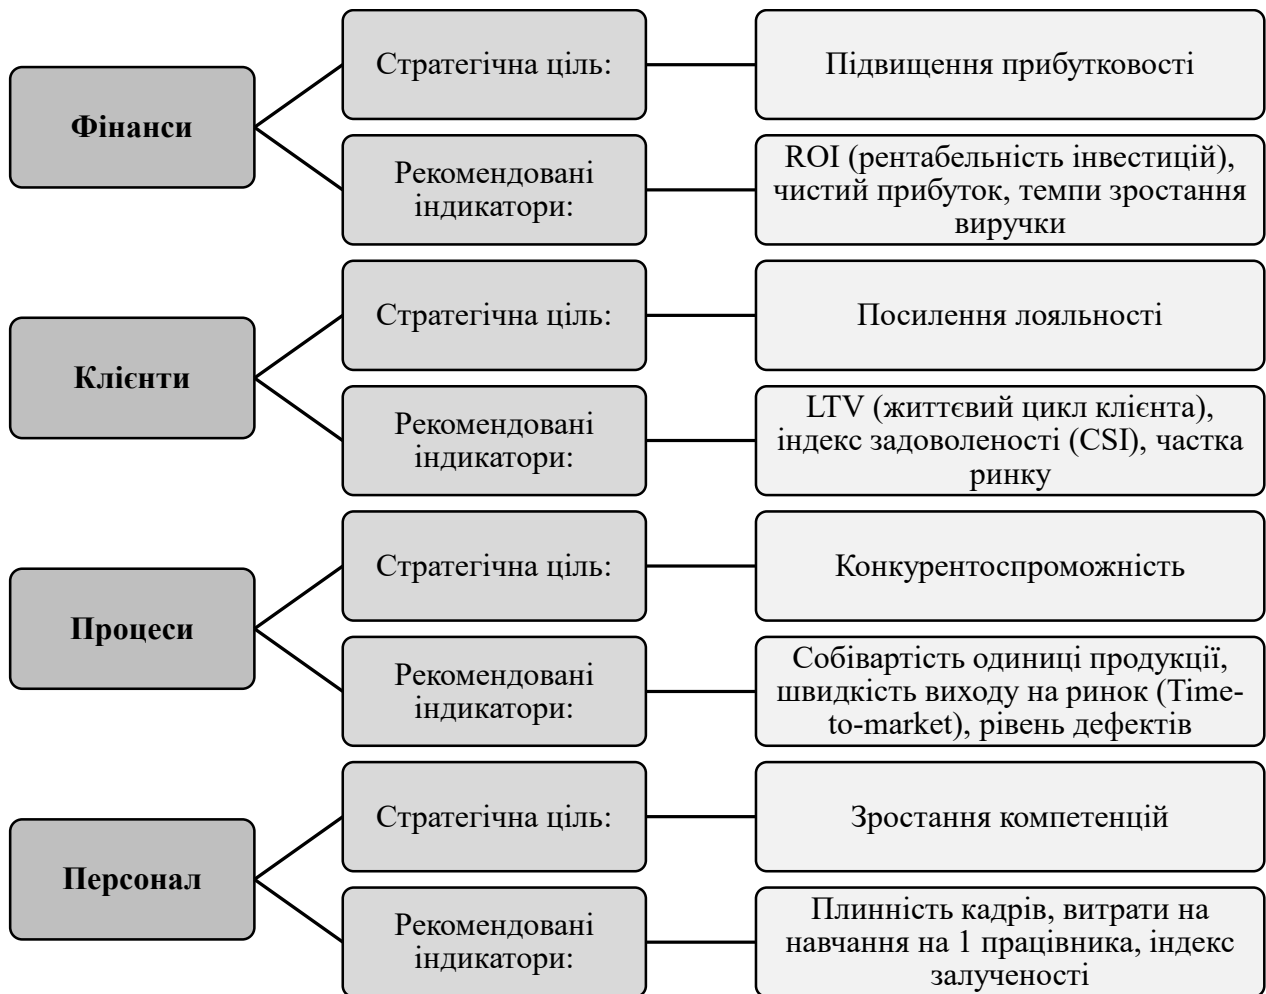 Фінанси
Стратегічна ціль:
Підвищення прибутковості
Рекомендовані
індикатори:
ROI (рентабельність інвестицій),
чистий прибуток, темпи зростання
виручки
Клієнти
Стратегічна ціль:
Посилення лояльності
Рекомендовані
індикатори:
LTV (життєвий цикл клієнта),
індекс задоволеності (CSI), частка
ринку
Процеси
Стратегічна ціль:
Конкурентоспроможність
Рекомендовані
індикатори:
Собівартість одиниці продукції,
швидкість виходу на ринок (Time-
to-market), рівень дефектів
Персонал
Стратегічна ціль:
Зростання компетенцій
Рекомендовані
індикатори:
Плинність кадрів, витрати на
навчання на 1 працівника, індекс
залученості